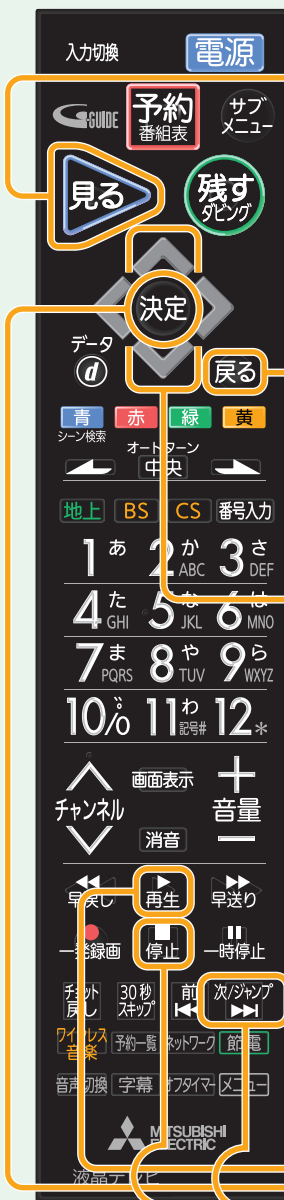 入力切換 電源
G-GUIDE 予約 サブ
番組表 メニュー
見る 残す
ダビング
決定
データ
d 戻る
青 赤 緑 黄
シーン検索
オートターン
中央
地上 BS CS 番号入力
1 あ 2 か ABC 3 さ DEF
4 た GHI 5 な JKL 6 は MNO
7 ま PQRS 8 や TUV 9 ら WXYZ
10/0 11 わ 記号# 12 *
画面表示
チャンネル 音量
消音
早戻し 再生 早送り
一発録画 停止 一時停止
チョット 30秒 前 次/ジャンプ
戻し スキップ
ワイヤレス
音楽 予約一覧 ネットワーク 節電
音声切換 字幕 オフタイマー メニュー
MITSUBISHI
ELECTRIC
液晶テレビ